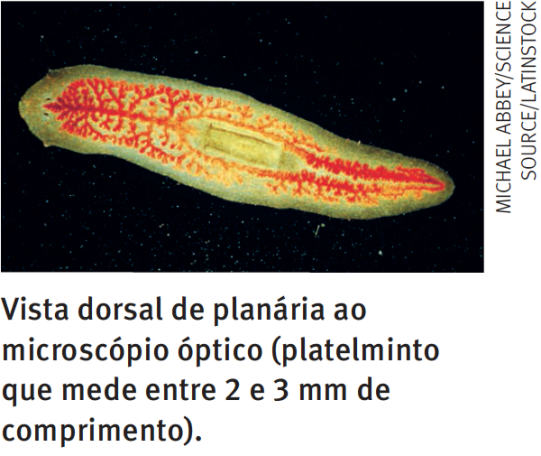 MICHAEL ABBEY/SCIENCE
SOURCE/LATINSTOCK
Vista dorsal de planária ao
microscópio óptico (platelminto
que mede entre 2 e 3 mm de
comprimento).